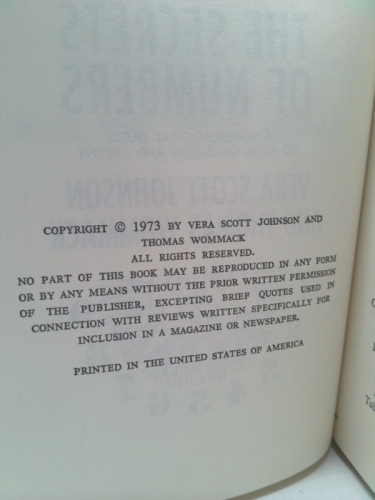 COPYRIGHT © 1973 BY VERA SCOTT JOHNSON AND
THOMAS WOMMACK
ALL RIGHTS RESERVED.
NO PART OF THIS BOOK MAY BE REPRODUCED IN ANY FORM
OR BY ANY MEANS WITHOUT THE PRIOR WRITTEN PERMISSION
OF THE PUBLISHER, EXCEPTING BRIEF QUOTES USED IN
CONNECTION WITH REVIEWS WRITTEN SPECIFICALLY FOR
INCLUSION IN A MAGAZINE OR NEWSPAPER.
PRINTED IN THE UNITED STATES OF AMERICA